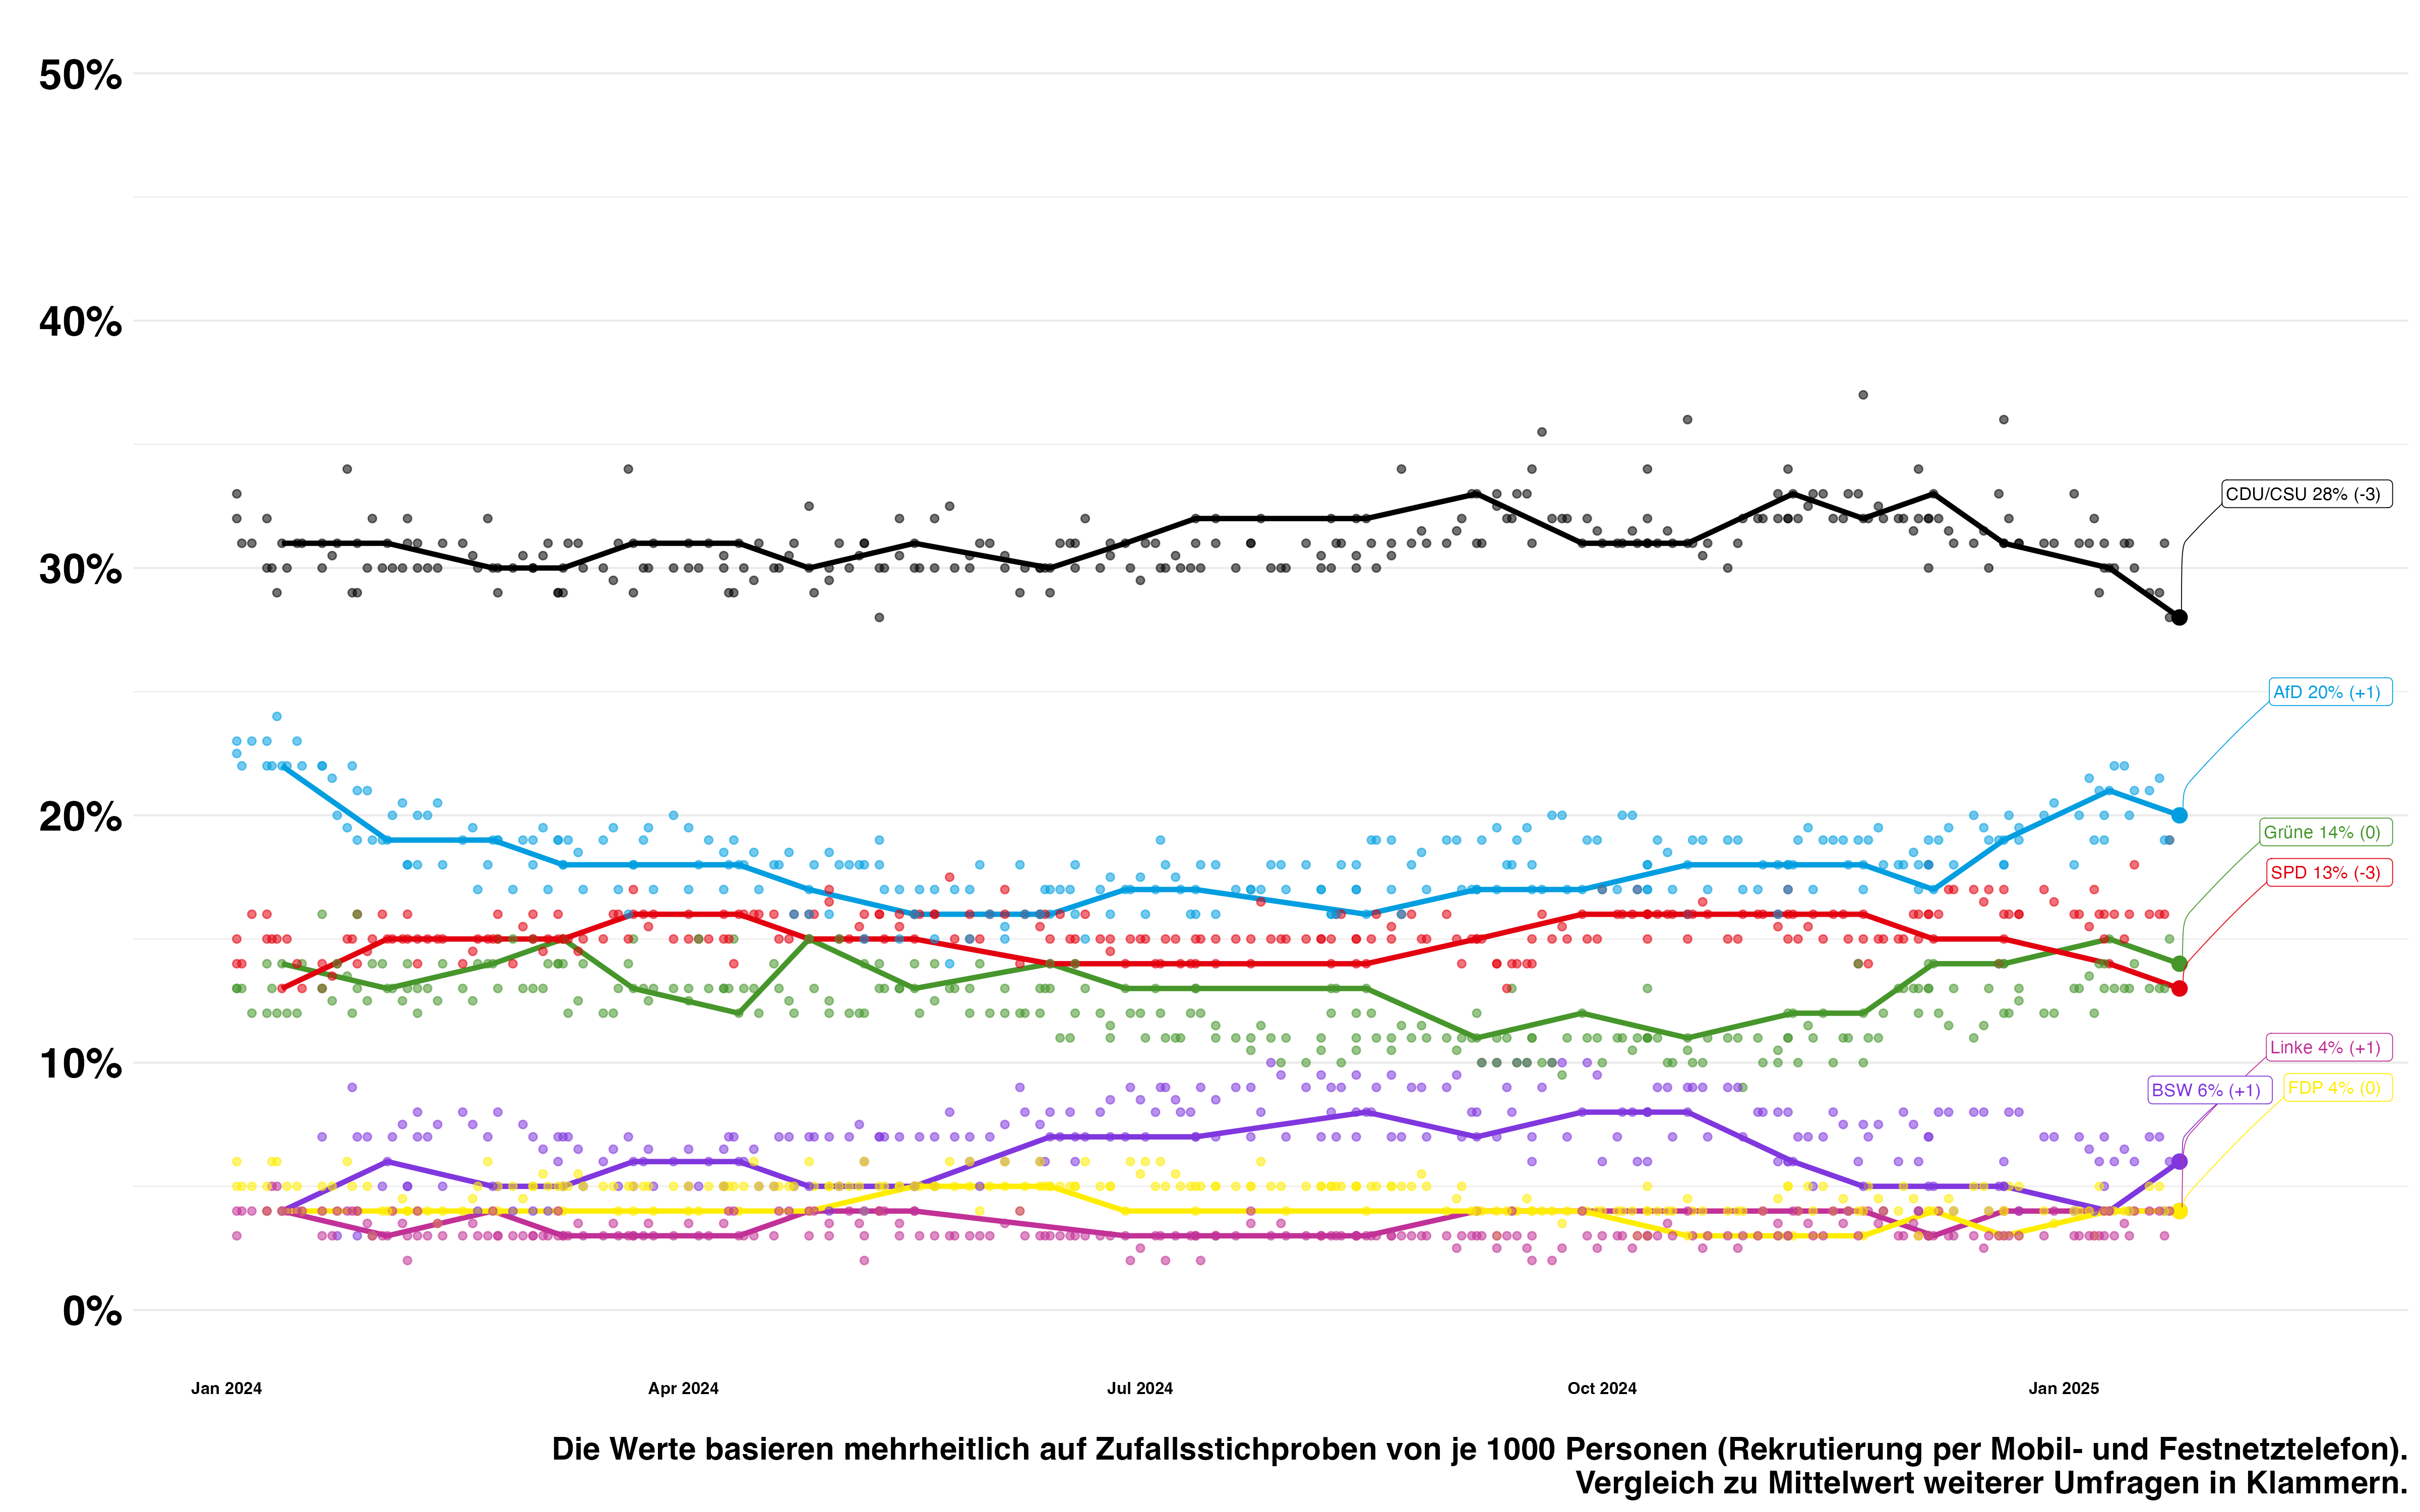 50%
40%
30%
20%
10%
0%
CDU/CSU 28% (-3)
AfD 20% (+1)
Grüne 14% (0)
SPD 13% (-3)
Linke 4% (+1)
BSW 6% (+1)
FDP 4% (0)
Jan 2024
Apr 2024
Jul 2024
Oct 2024
Jan 2025
Die Werte basieren mehrheitlich auf Zufallsstichproben von je 1000 Personen (Rekrutierung per Mobil- und Festnetztelefon).
Vergleich zu Mittelwert weiterer Umfragen in Klammern.